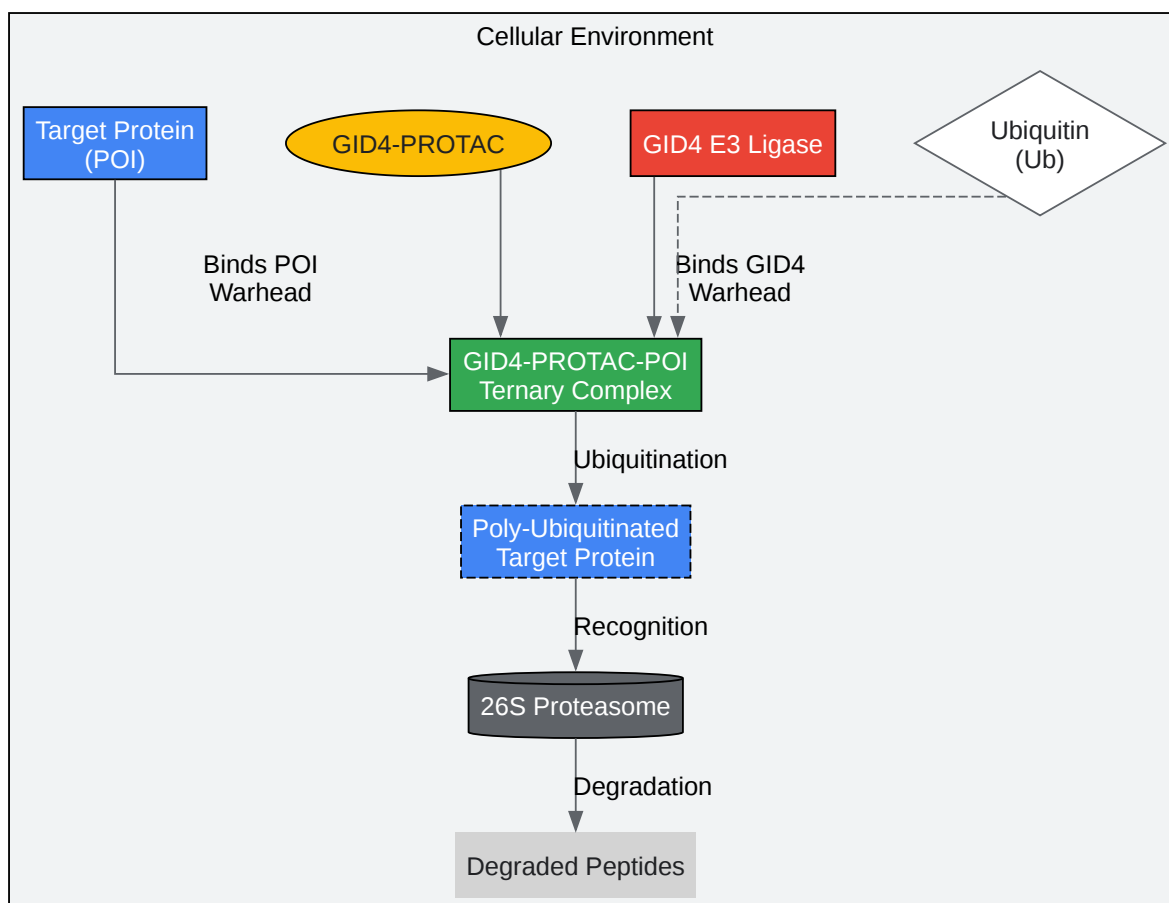 Cellular Environment
Target Protein
(POI)
GID4-PROTAC
GID4 E3 Ligase
Ubiquitin
(Ub)
Binds POI
Warhead
Binds GID4
Warhead
GID4-PROTAC-POI
Ternary Complex
Ubiquitination
Poly-Ubiquitinated
Target Protein
Recognition
26S Proteasome
Degradation
Degraded Peptides